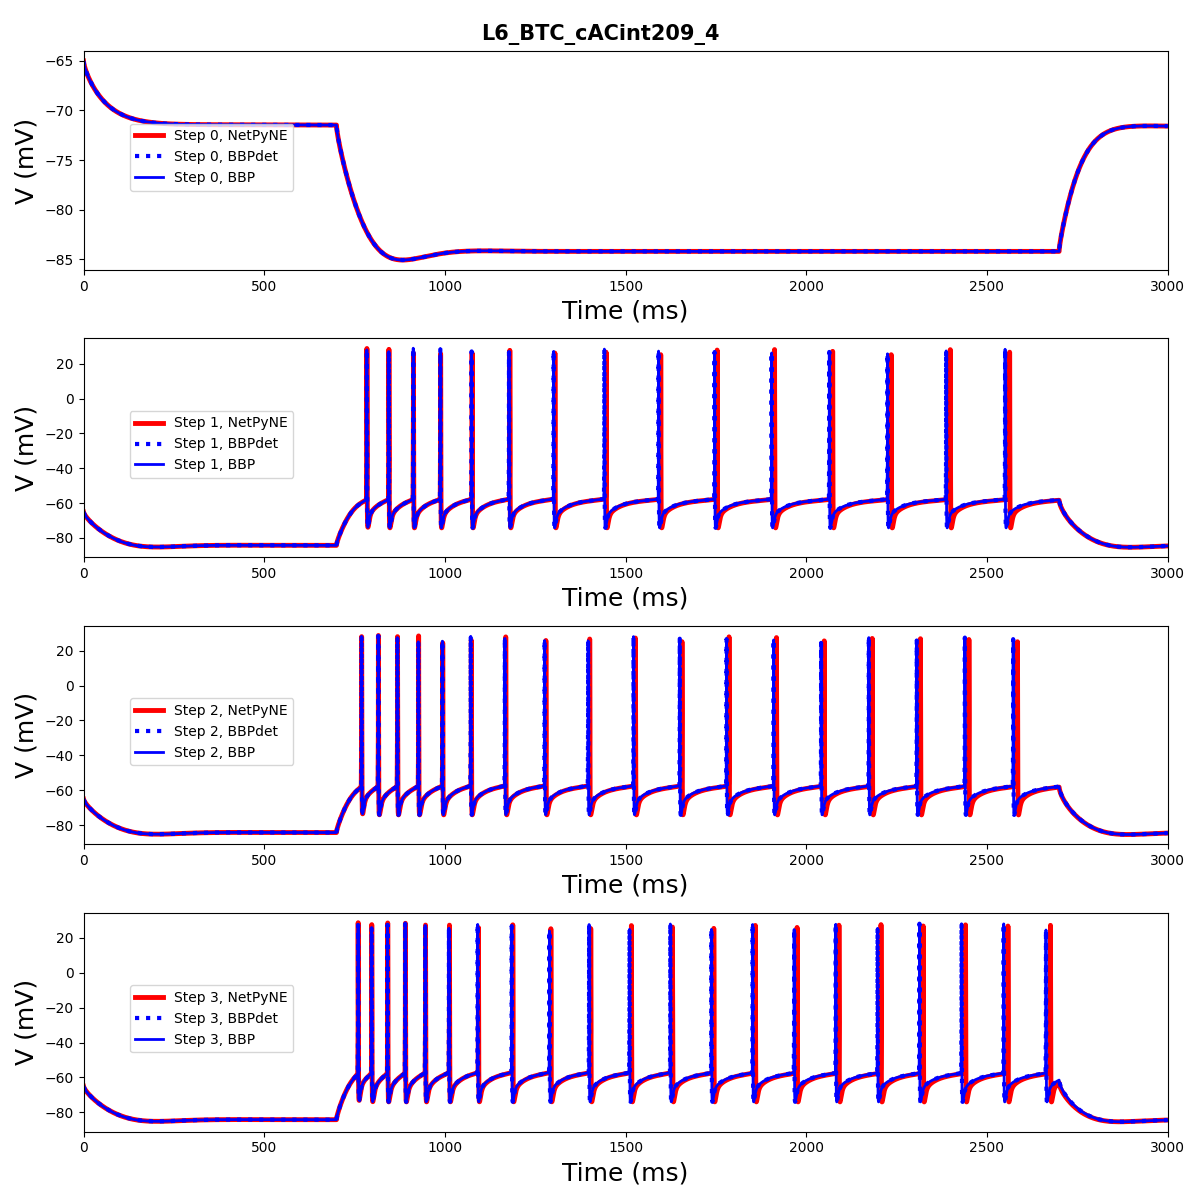 L6_BTC_cACint209_4
−65
−70
−75
−80
−85
V (mV)
Step 0, NetPyNE
Step 0, BBPdet
Step 0, BBP
0 500 1000 1500 2000 2500 3000
Time (ms)
20
0
−20
−40
−60
−80
V (mV)
Step 1, NetPyNE
Step 1, BBPdet
Step 1, BBP
0 500 1000 1500 2000 2500 3000
Time (ms)
20
0
−20
−40
−60
−80
V (mV)
Step 2, NetPyNE
Step 2, BBPdet
Step 2, BBP
0 500 1000 1500 2000 2500 3000
Time (ms)
20
0
−20
−40
−60
−80
V (mV)
Step 3, NetPyNE
Step 3, BBPdet
Step 3, BBP
0 500 1000 1500 2000 2500 3000
Time (ms)